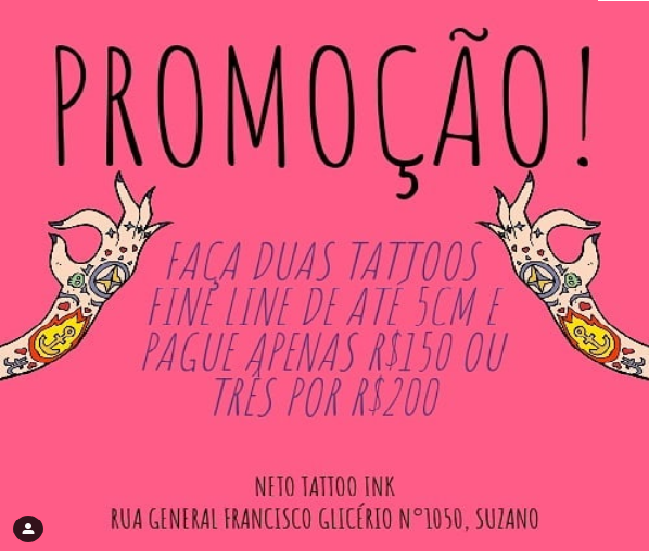 PROMOÇÃO!
FAÇA DUAS TATTOOS
FINE LINE DE ATÉ 5CM E
PAGUE APENAS R$150 OU
TRÊS POR R$200
NETO TATTOO INK
RUA GENERAL FRANCISCO GLICÉRIO N°1050, SUZANO